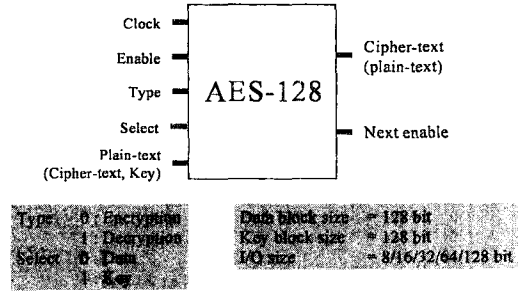 Clock
Enable
Type
Select
Plain-text
(Cipher-text, Key)
AES-128
Cipher-text
(plain-text)
Next enable
Type 0 : Encryption
1 : Decryption
Select 0 : Data
1 : Key
Data block size = 128 bit
Key block size = 128 bit
I/O size = 8/16/32/64/128 bit